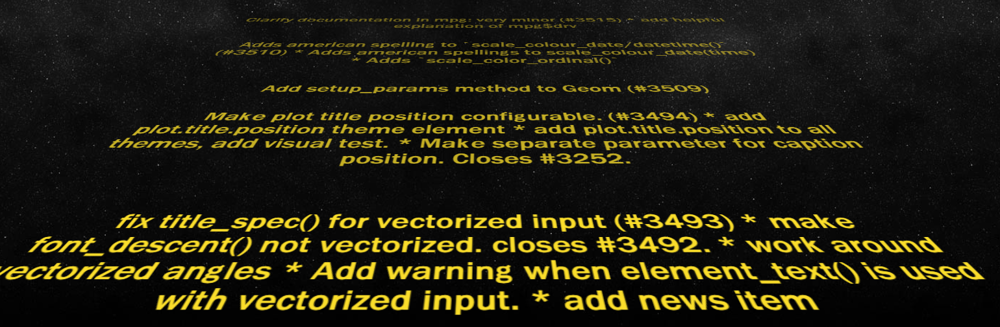 Clarify documentation in mpg: very minor (#3515) * add helpful
explanation of mpg$drv
Adds american spelling to `scale_colour_date/datetime()`
(#3510) * Adds american spellings to scale_colour_date(time)
* Adds `scale_color_ordinal()`
Add setup_params method to Geom (#3509)
Make plot title position configurable. (#3494) * add
plot.title.position theme element * add plot.title.position to all
themes, add visual test. * Make separate parameter for caption
position. Closes #3252.
fix title_spec() for vectorized input (#3493) * make
font_descent() not vectorized. closes #3492. * work around
vectorized angles * Add warning when element_text() is used
with vectorized input. * add news item